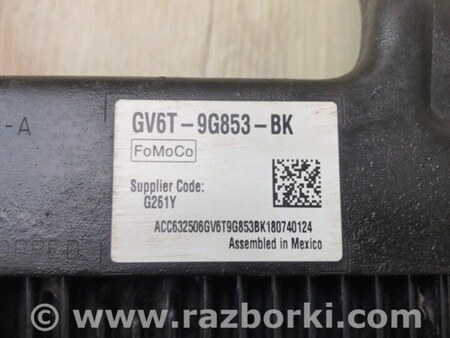 -A
GV6T-9G853-BK
FoMoCo
Supplier Code:
G261Y
ACC632506GV6T9G853BK180740124
Assembled in Mexico
© www.razborki.com